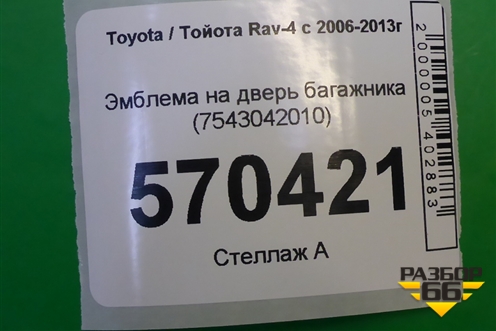 Toyota / Тойота Rav-4 с 2006-2013г
Эмблема на дверь багажника
(7543042010)
570421
Стеллаж А
2000005402883
РАЗБОР
66